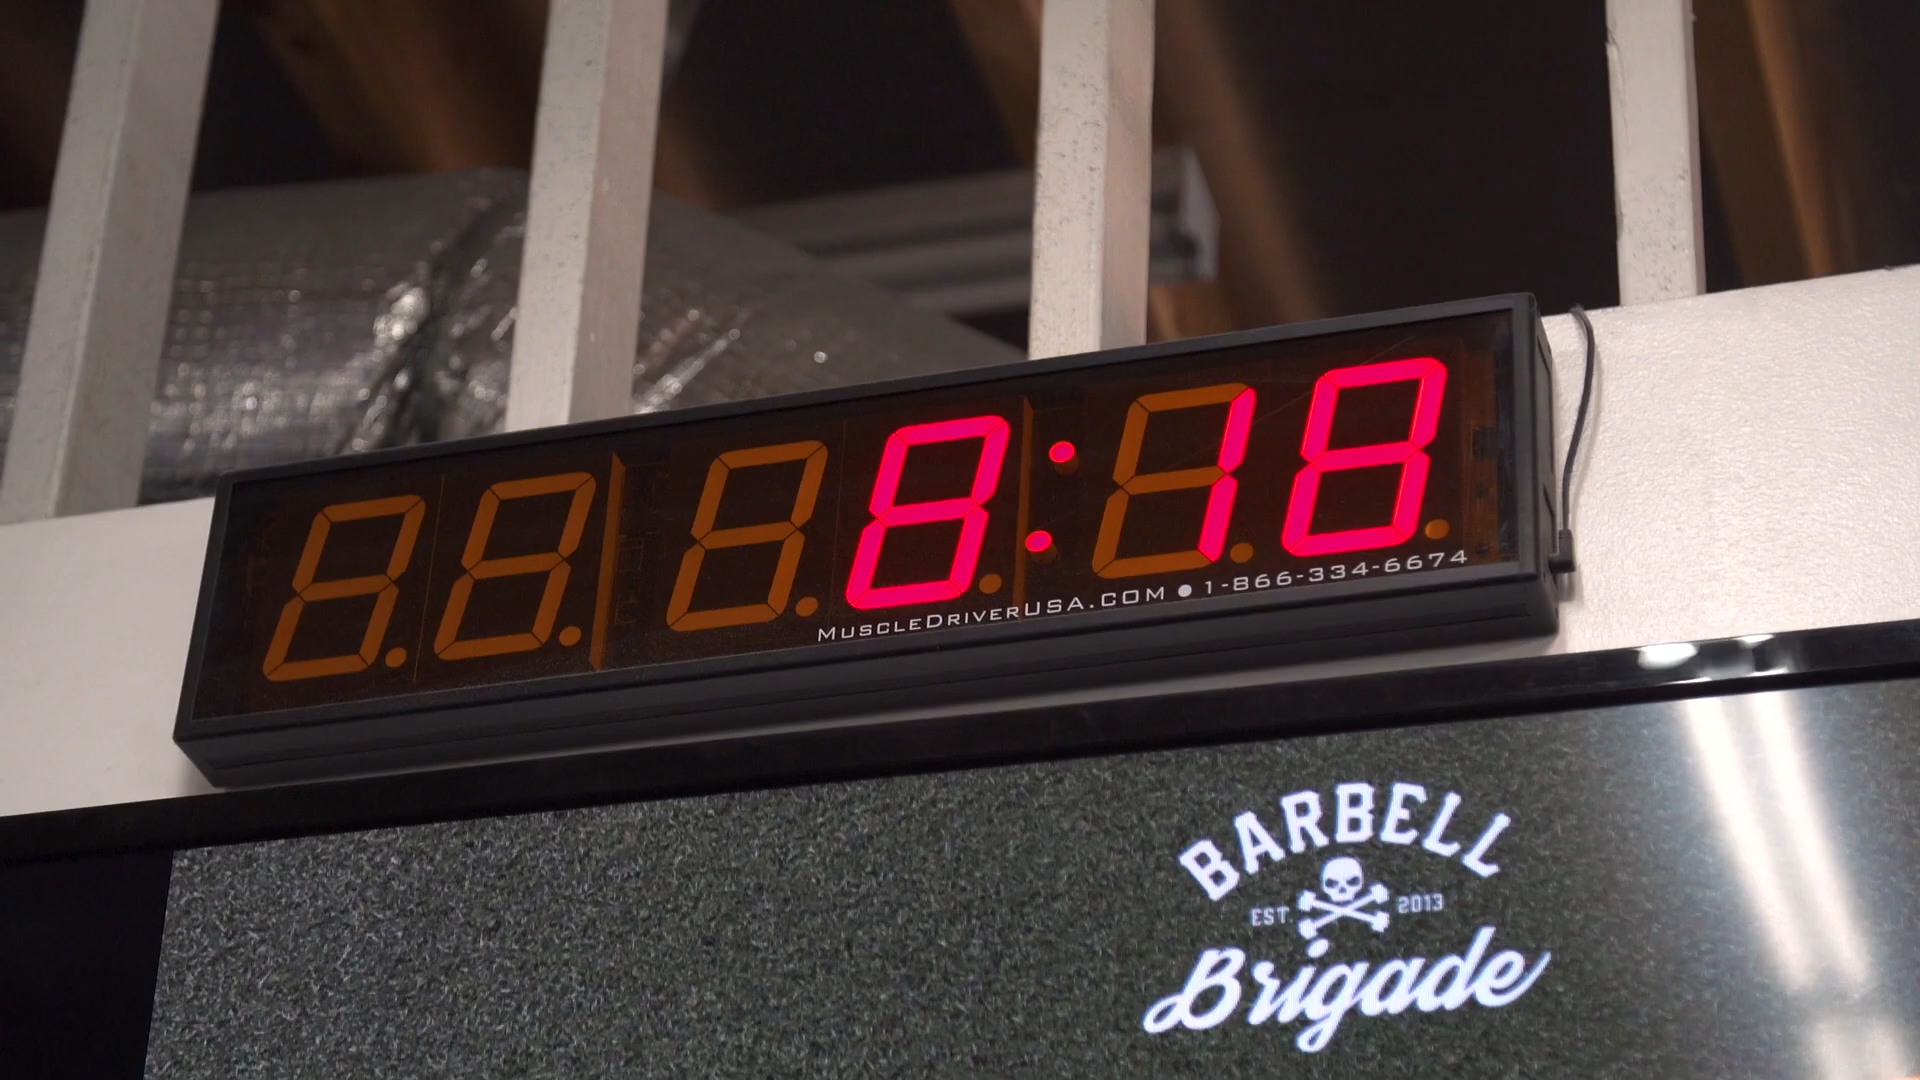 8:18
MUSCLEDRIVERUSA.COM ● 1-866-334-6674
BARBELL
EST. 2013
Brigade